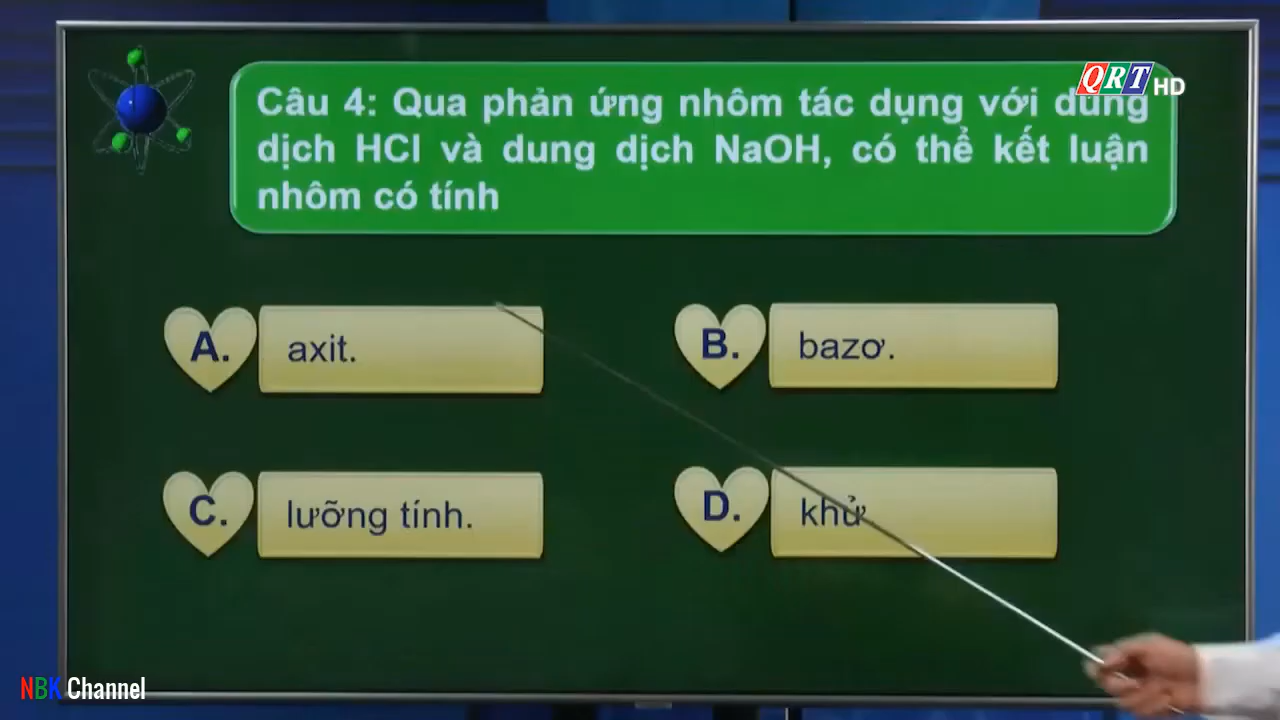 QRT HD
Câu 4: Qua phản ứng nhôm tác dụng với dung
dịch HCl và dung dịch NaOH, có thể kết luận
nhôm có tính
A. axit.
B. bazơ.
C. lưỡng tính.
D. khử
NBK Channel